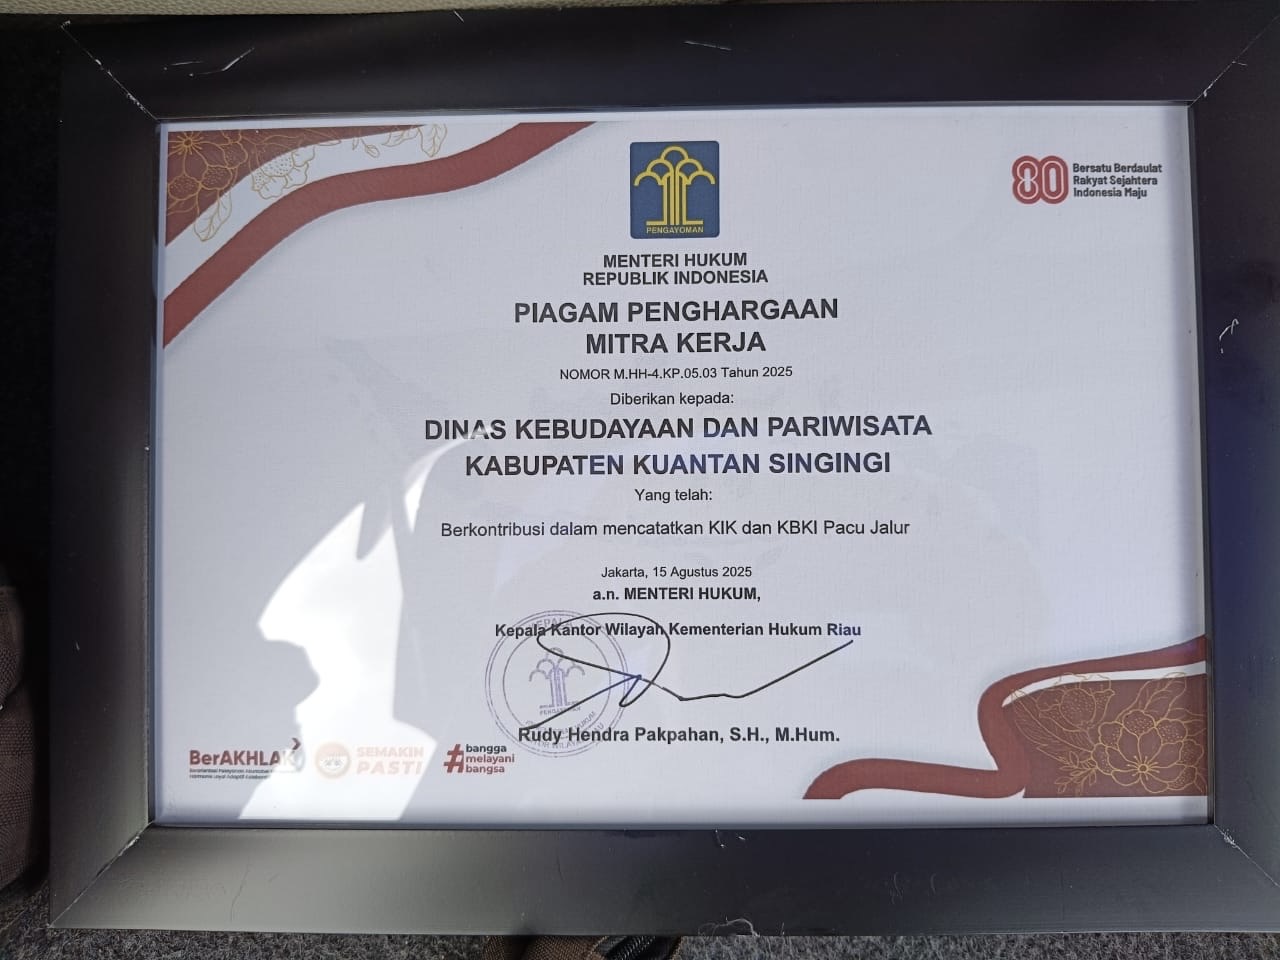 PENGAYOMAN
80 Bersatu Berdaulat
Rakyat Sejahtera
Indonesia Maju
MENTERI HUKUM
REPUBLIK INDONESIA
PIAGAM PENGHARGAAN
MITRA KERJA
NOMOR M.HH-4.KP.05.03 Tahun 2025
Diberikan kepada:
DINAS KEBUDAYAAN DAN PARIWISATA
KABUPATEN KUANTAN SINGINGI
Yang telah:
Berkontribusi dalam mencatatkan KIK dan KBKI Pacu Jalur
Jakarta, 15 Agustus 2025
a.n. MENTERI HUKUM,
Kepala Kantor Wilayah Kementerian Hukum Riau
PENGAYOMAN
Rudy Hendra Pakpahan, S.H., M.Hum.
BerAKHLAK
SEMAKIN
PASTI
#bangga
melayani
bangsa